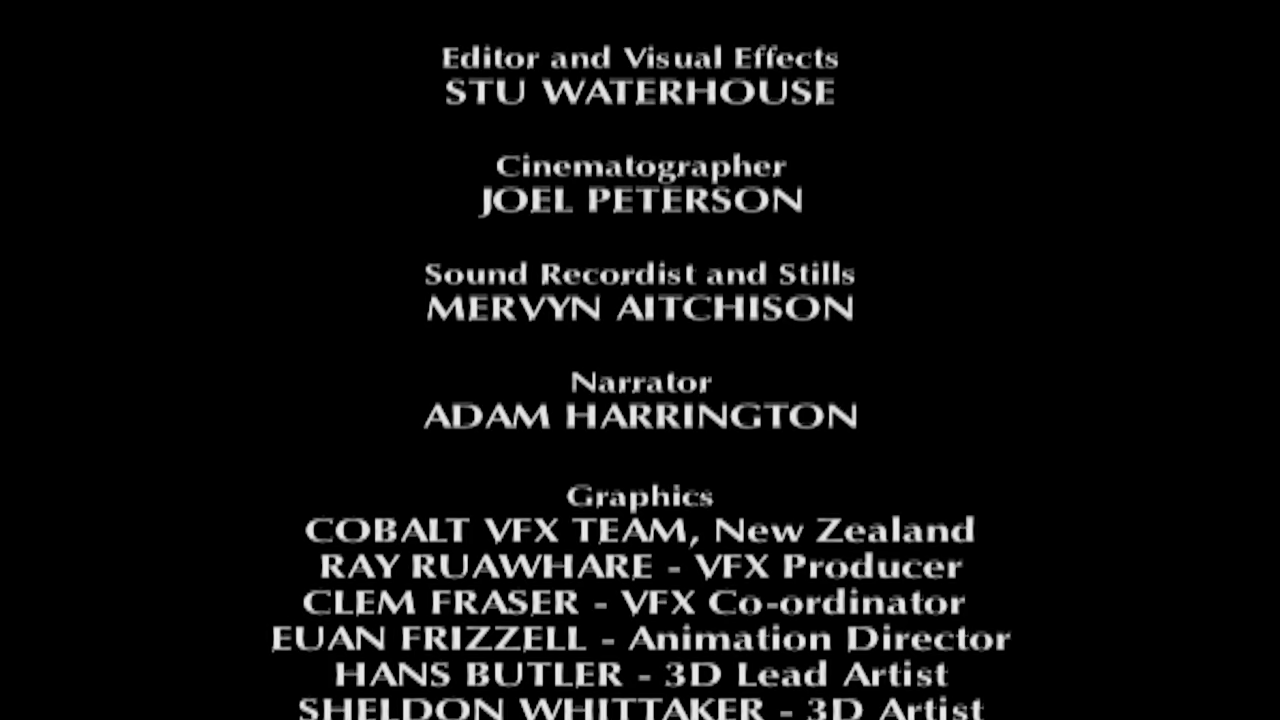 Editor and Visual Effects
STU WATERHOUSE
Cinematographer
JOEL PETERSON
Sound Recordist and Stills
MERVYN AITCHISON
Narrator
ADAM HARRINGTON
Graphics
COBALT VFX TEAM, New Zealand
RAY RUAWHARE - VFX Producer
CLEM FRASER - VFX Co-ordinator
EUAN FRIZZELL - Animation Director
HANS BUTLER - 3D Lead Artist
SHELDON WHITTAKER - 3D Artist